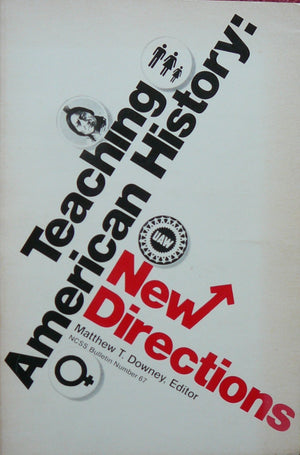 Teaching
American History:
New
Directions
Matthew T. Downey, Editor
NCSS Bulletin Number 67
UAW